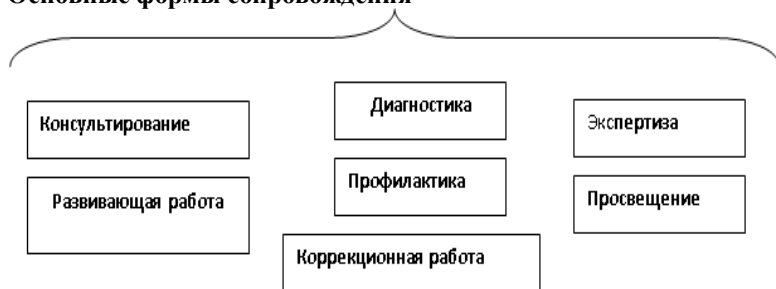 Основные формы сопровождения
Консультирование
Диагностика
Экспертиза
Развивающая работа
Профилактика
Просвещение
Коррекционная работа